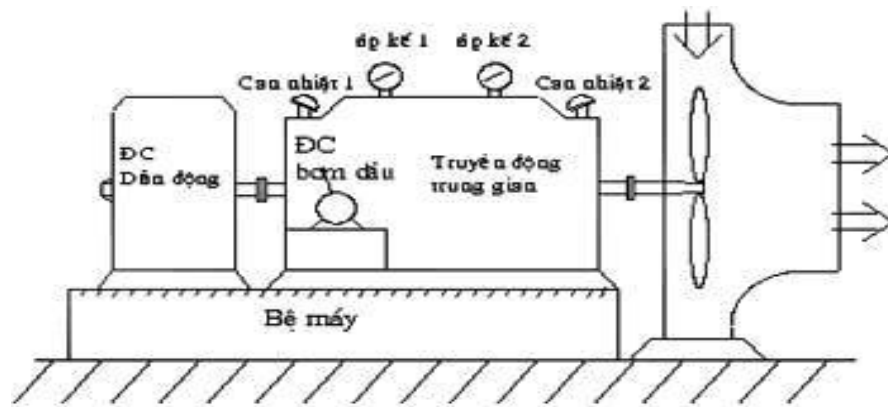 áp kế 1
áp kế 2
Can nhiệt 1
Can nhiệt 2
ĐC
Dẫn động
ĐC
bơm dầu
Truyền động
trung gian
Bệ máy